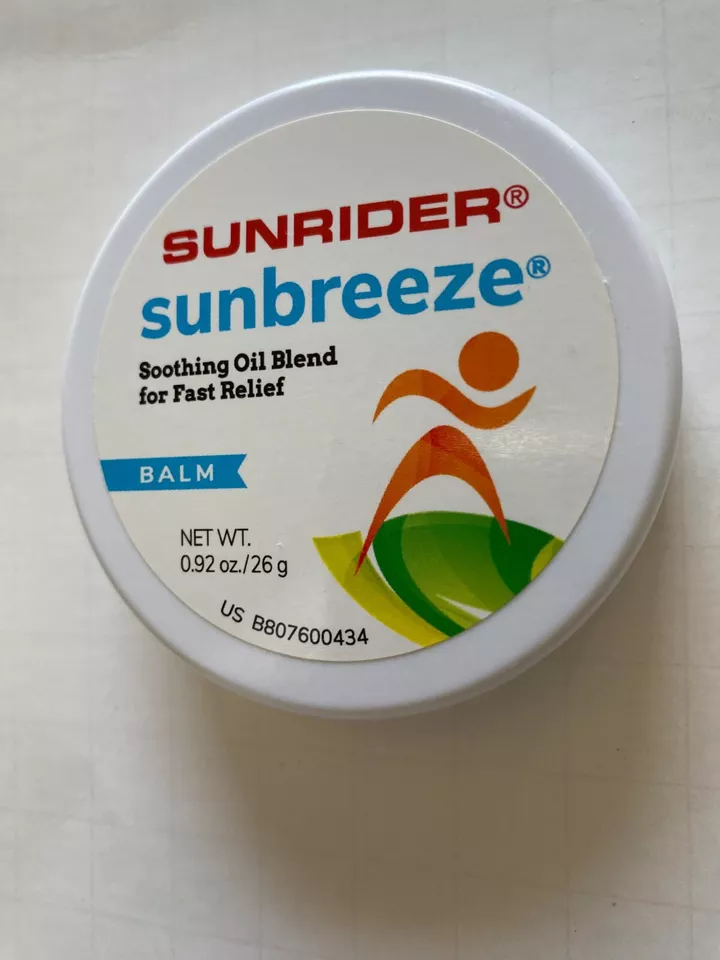 SUNRIDER®
sunbreeze®
Soothing Oil Blend
for Fast Relief
BALM
NET WT.
0.92 oz./26 g
US B807600434